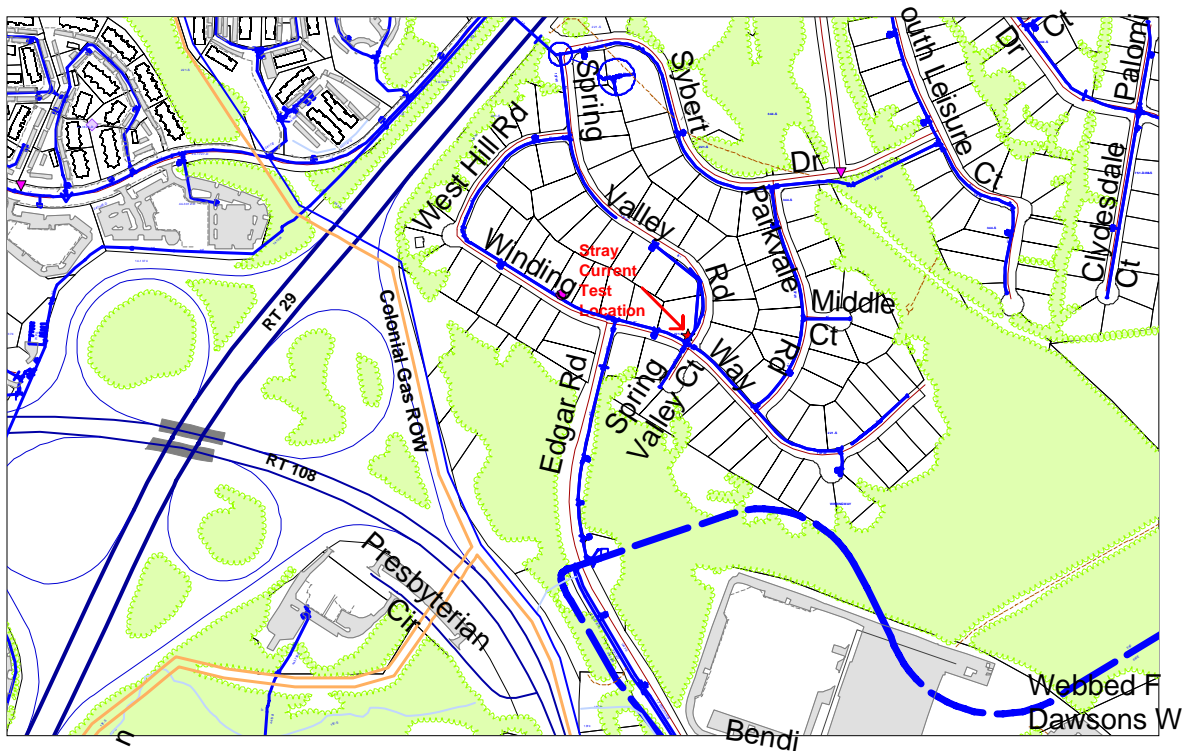 outh Leisure Ct
Ct
Dr
Palomi
Spring Valley Rd
Sybert Dr
West Hill Rd
Parkvale Rd
Clydesdale Ct
Winding Way
Stray
Current
Test
Location
Middle
Ct
RT 29
Colonial Gas ROW
Edgar Rd
Spring
Valley Ct
RT 108
Presbyterian
Cir
Webbed F
Dawsons W
Bendi
n